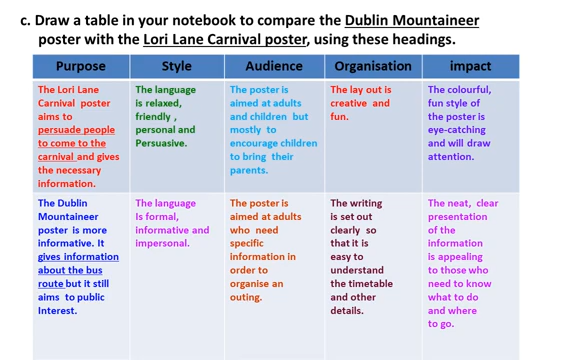 c. Draw a table in your notebook to compare the Dublin Mountaineer
poster with the Lori Lane Carnival poster, using these headings.
Purpose
Style
Audience
Organisation
impact
The Lori Lane
Carnival poster
aims to
persuade people
to come to the
carnival and gives
the necessary
information.
The language
is relaxed,
friendly ,
personal and
Persuasive.
The poster is
aimed at adults
and children but
mostly to
encourage children
to bring their
parents.
The lay out is
creative and
fun.
The colourful,
fun style of
the poster is
eye-catching
and will draw
attention.
The Dublin
Mountaineer
poster is more
informative. It
gives information
about the bus
route but it still
aims to public
Interest.
The language
Is formal,
informative and
impersonal.
The poster is
aimed at adults
who need
specific
information in
order to
organise an
outing.
The writing
is set out
clearly so
that it is
easy to
understand
the timetable
and other
details.
The neat, clear
presentation
of the
information
is appealing
to those who
need to know
what to do
and where
to go.